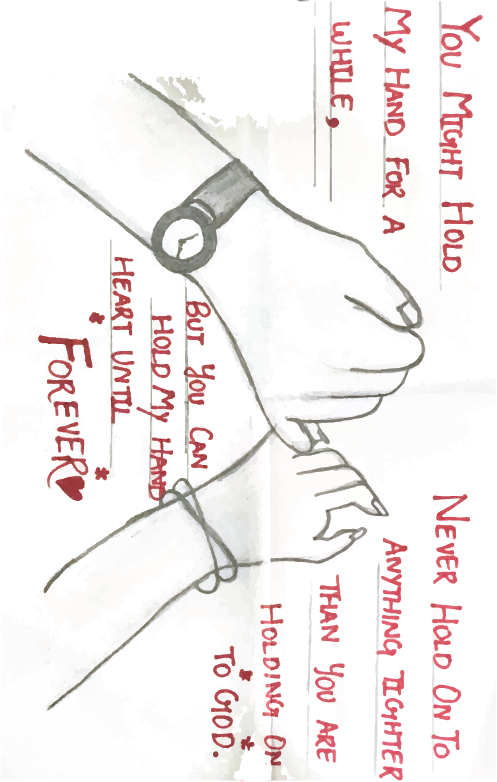 You Might Hold
My Hand For A
While,
But You Can
Hold My Hand
Heart Until
*Forever*
Never Hold On To
Anything Tighter
Than You Are
Holding On
*To God.*